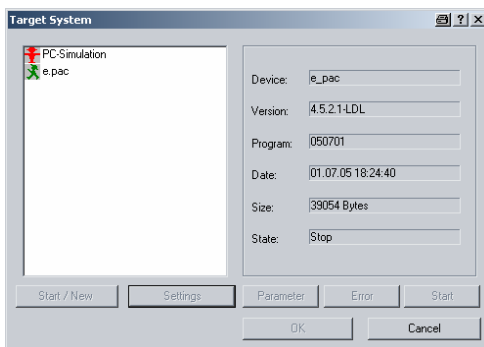 Target System
PC-Simulation
e.pac
Device: e_pac
Version: 4.5.2.1-LDL
Program: 050701
Date: 01.07.05 18:24:40
Size: 39054 Bytes
State: Stop
Start / New Settings Parameter Error Start
OK Cancel